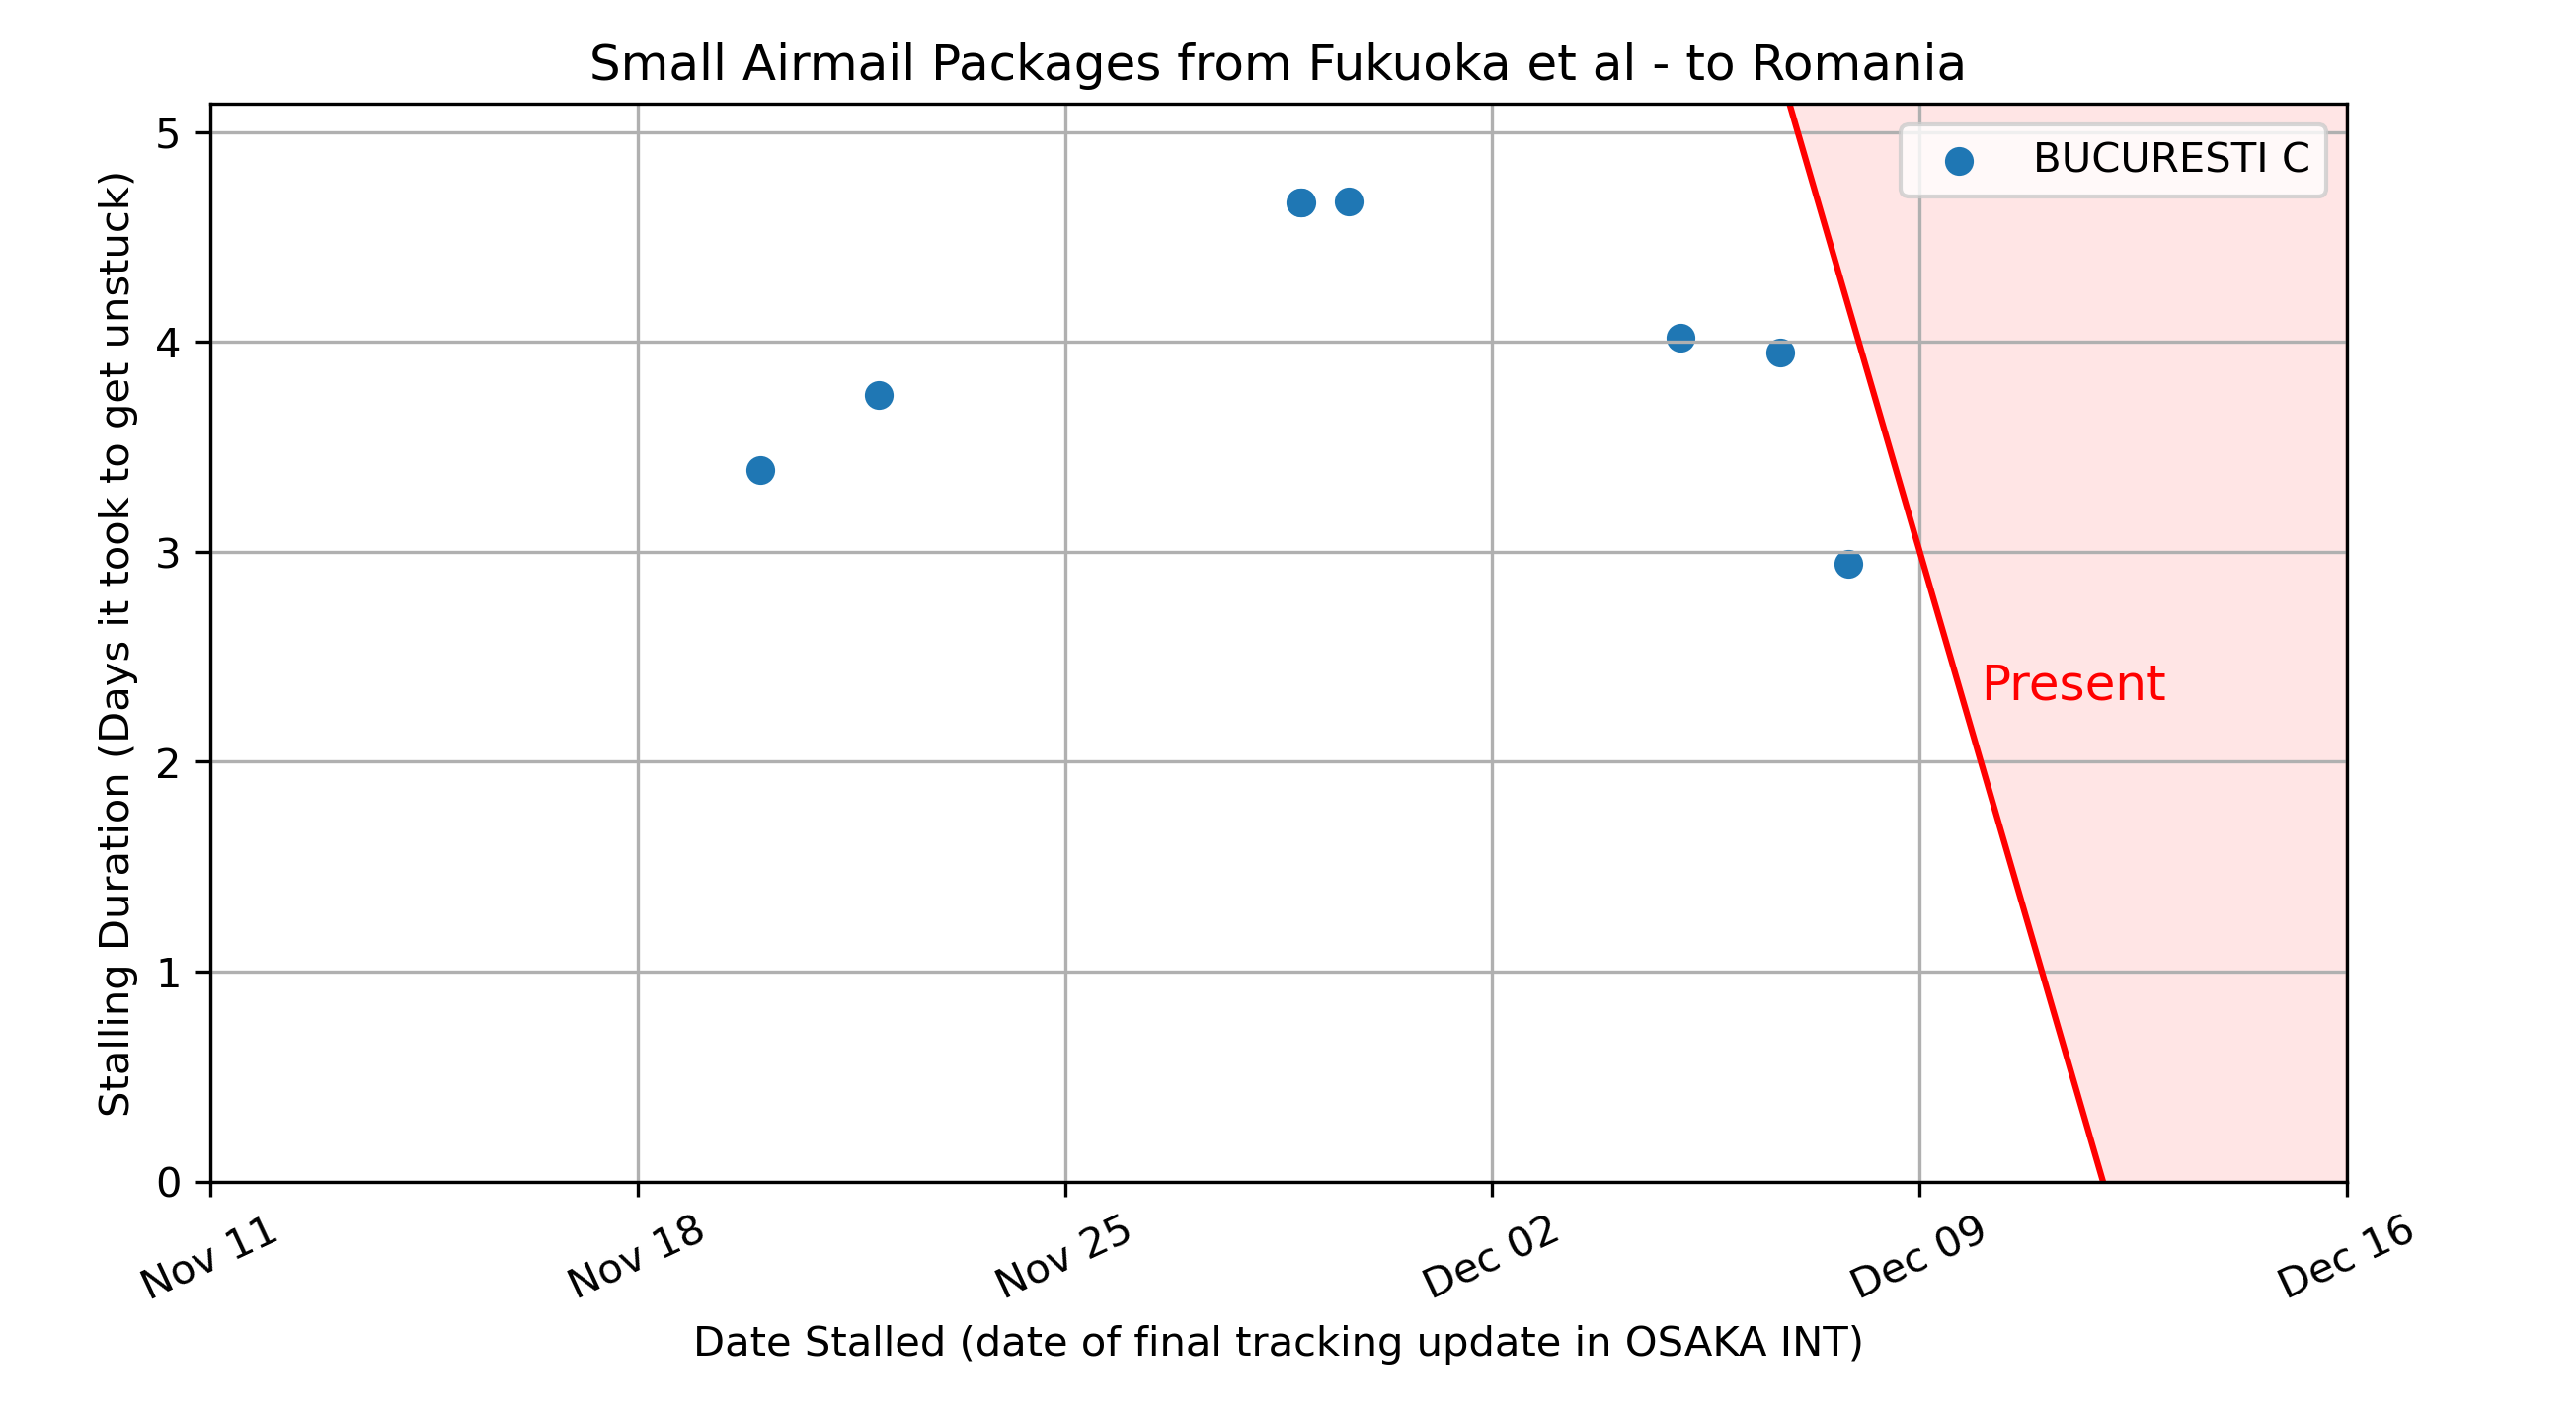 Small Airmail Packages from Fukuoka et al - to Romania
BUCURESTI C
Present
Stalling Duration (Days it took to get unstuck)
5
4
3
2
1
0
Nov 11
Nov 18
Nov 25
Dec 02
Dec 09
Dec 16
Date Stalled (date of final tracking update in OSAKA INT)